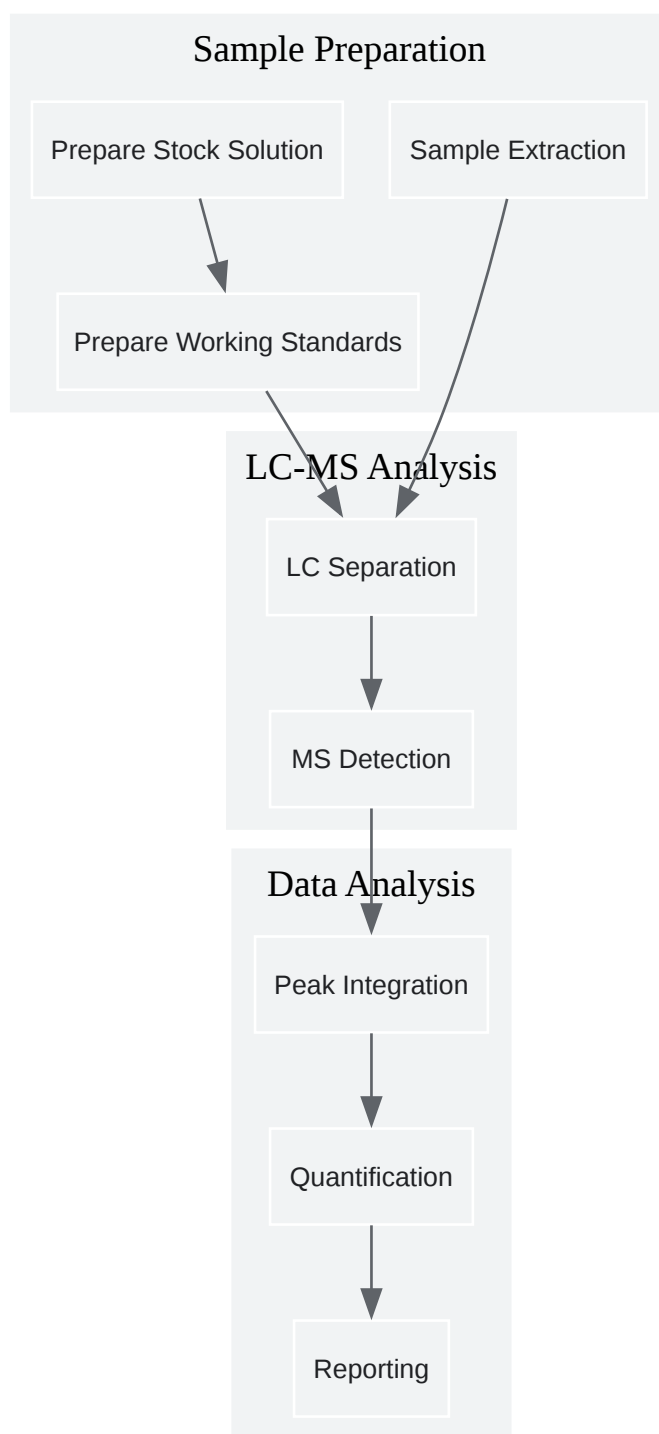 Sample Preparation
Prepare Stock Solution
Sample Extraction
Prepare Working Standards
LC-MS Analysis
LC Separation
MS Detection
Data Analysis
Peak Integration
Quantification
Reporting